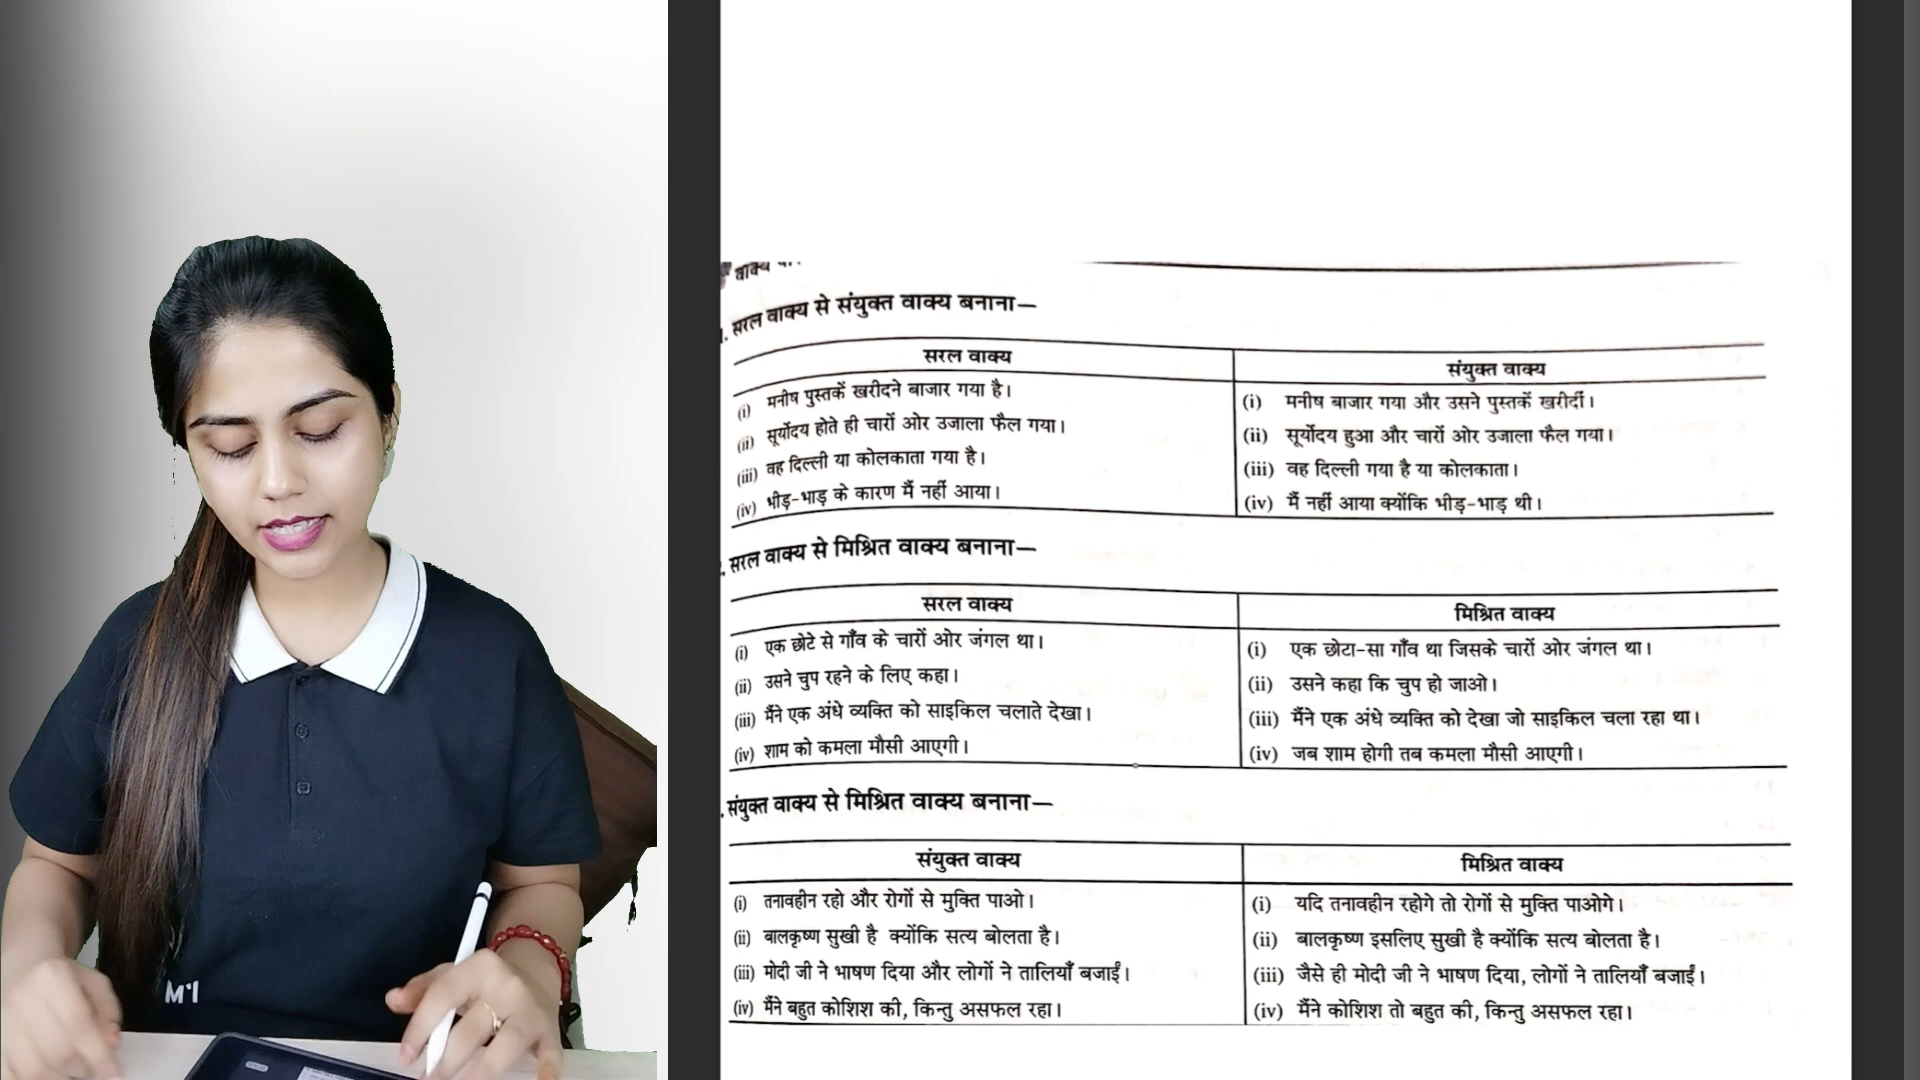 वाक्य
1. सरल वाक्य से संयुक्त वाक्य बनाना—
सरल वाक्य
संयुक्त वाक्य
(i) मनीष पुस्तकें खरीदने बाजार गया है।
(i) मनीष बाजार गया और उसने पुस्तकें खरीदीं।
(ii) सूर्योदय होते ही चारों ओर उजाला फैल गया।
(ii) सूर्योदय हुआ और चारों ओर उजाला फैल गया।
(iii) वह दिल्ली या कोलकाता गया है।
(iii) वह दिल्ली गया है या कोलकाता।
(iv) भीड़-भाड़ के कारण मैं नहीं आया।
(iv) मैं नहीं आया क्योंकि भीड़-भाड़ थी।
2. सरल वाक्य से मिश्रित वाक्य बनाना—
सरल वाक्य
मिश्रित वाक्य
(i) एक छोटे से गाँव के चारों ओर जंगल था।
(i) एक छोटा-सा गाँव था जिसके चारों ओर जंगल था।
(ii) उसने चुप रहने के लिए कहा।
(ii) उसने कहा कि चुप हो जाओ।
(iii) मैंने एक अंधे व्यक्ति को साइकिल चलाते देखा।
(iii) मैंने एक अंधे व्यक्ति को देखा जो साइकिल चला रहा था।
(iv) शाम को कमला मौसी आएगी।
(iv) जब शाम होगी तब कमला मौसी आएगी।
. संयुक्त वाक्य से मिश्रित वाक्य बनाना—
संयुक्त वाक्य
मिश्रित वाक्य
(i) तनावहीन रहो और रोगों से मुक्ति पाओ।
(i) यदि तनावहीन रहोगे तो रोगों से मुक्ति पाओगे।
(ii) बालकृष्ण सुखी है क्योंकि सत्य बोलता है।
(ii) बालकृष्ण इसलिए सुखी है क्योंकि सत्य बोलता है।
(iii) मोदी जी ने भाषण दिया और लोगों ने तालियाँ बजाईं।
(iii) जैसे ही मोदी जी ने भाषण दिया, लोगों ने तालियाँ बजाईं।
(iv) मैंने बहुत कोशिश की, किन्तु असफल रहा।
(iv) मैंने कोशिश तो बहुत की, किन्तु असफल रहा।